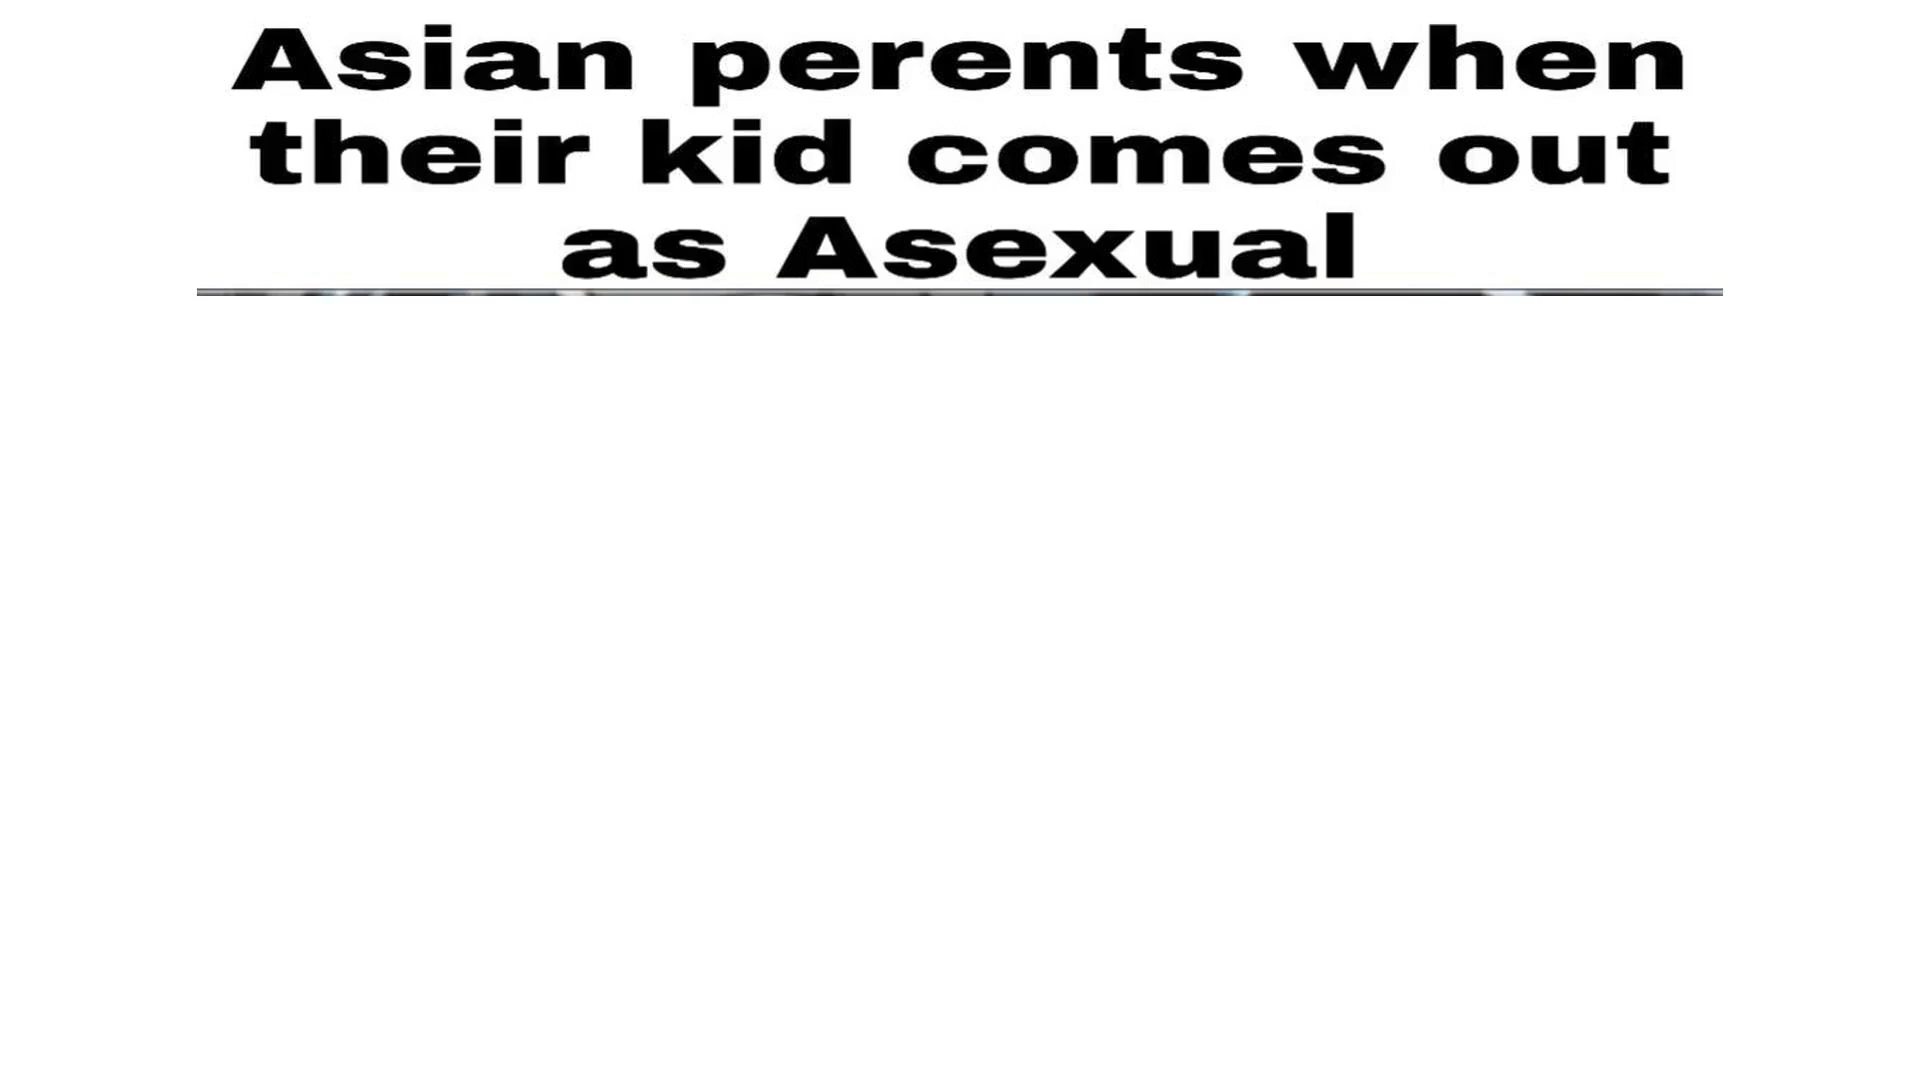 Asian perents when
their kid comes out
as Asexual